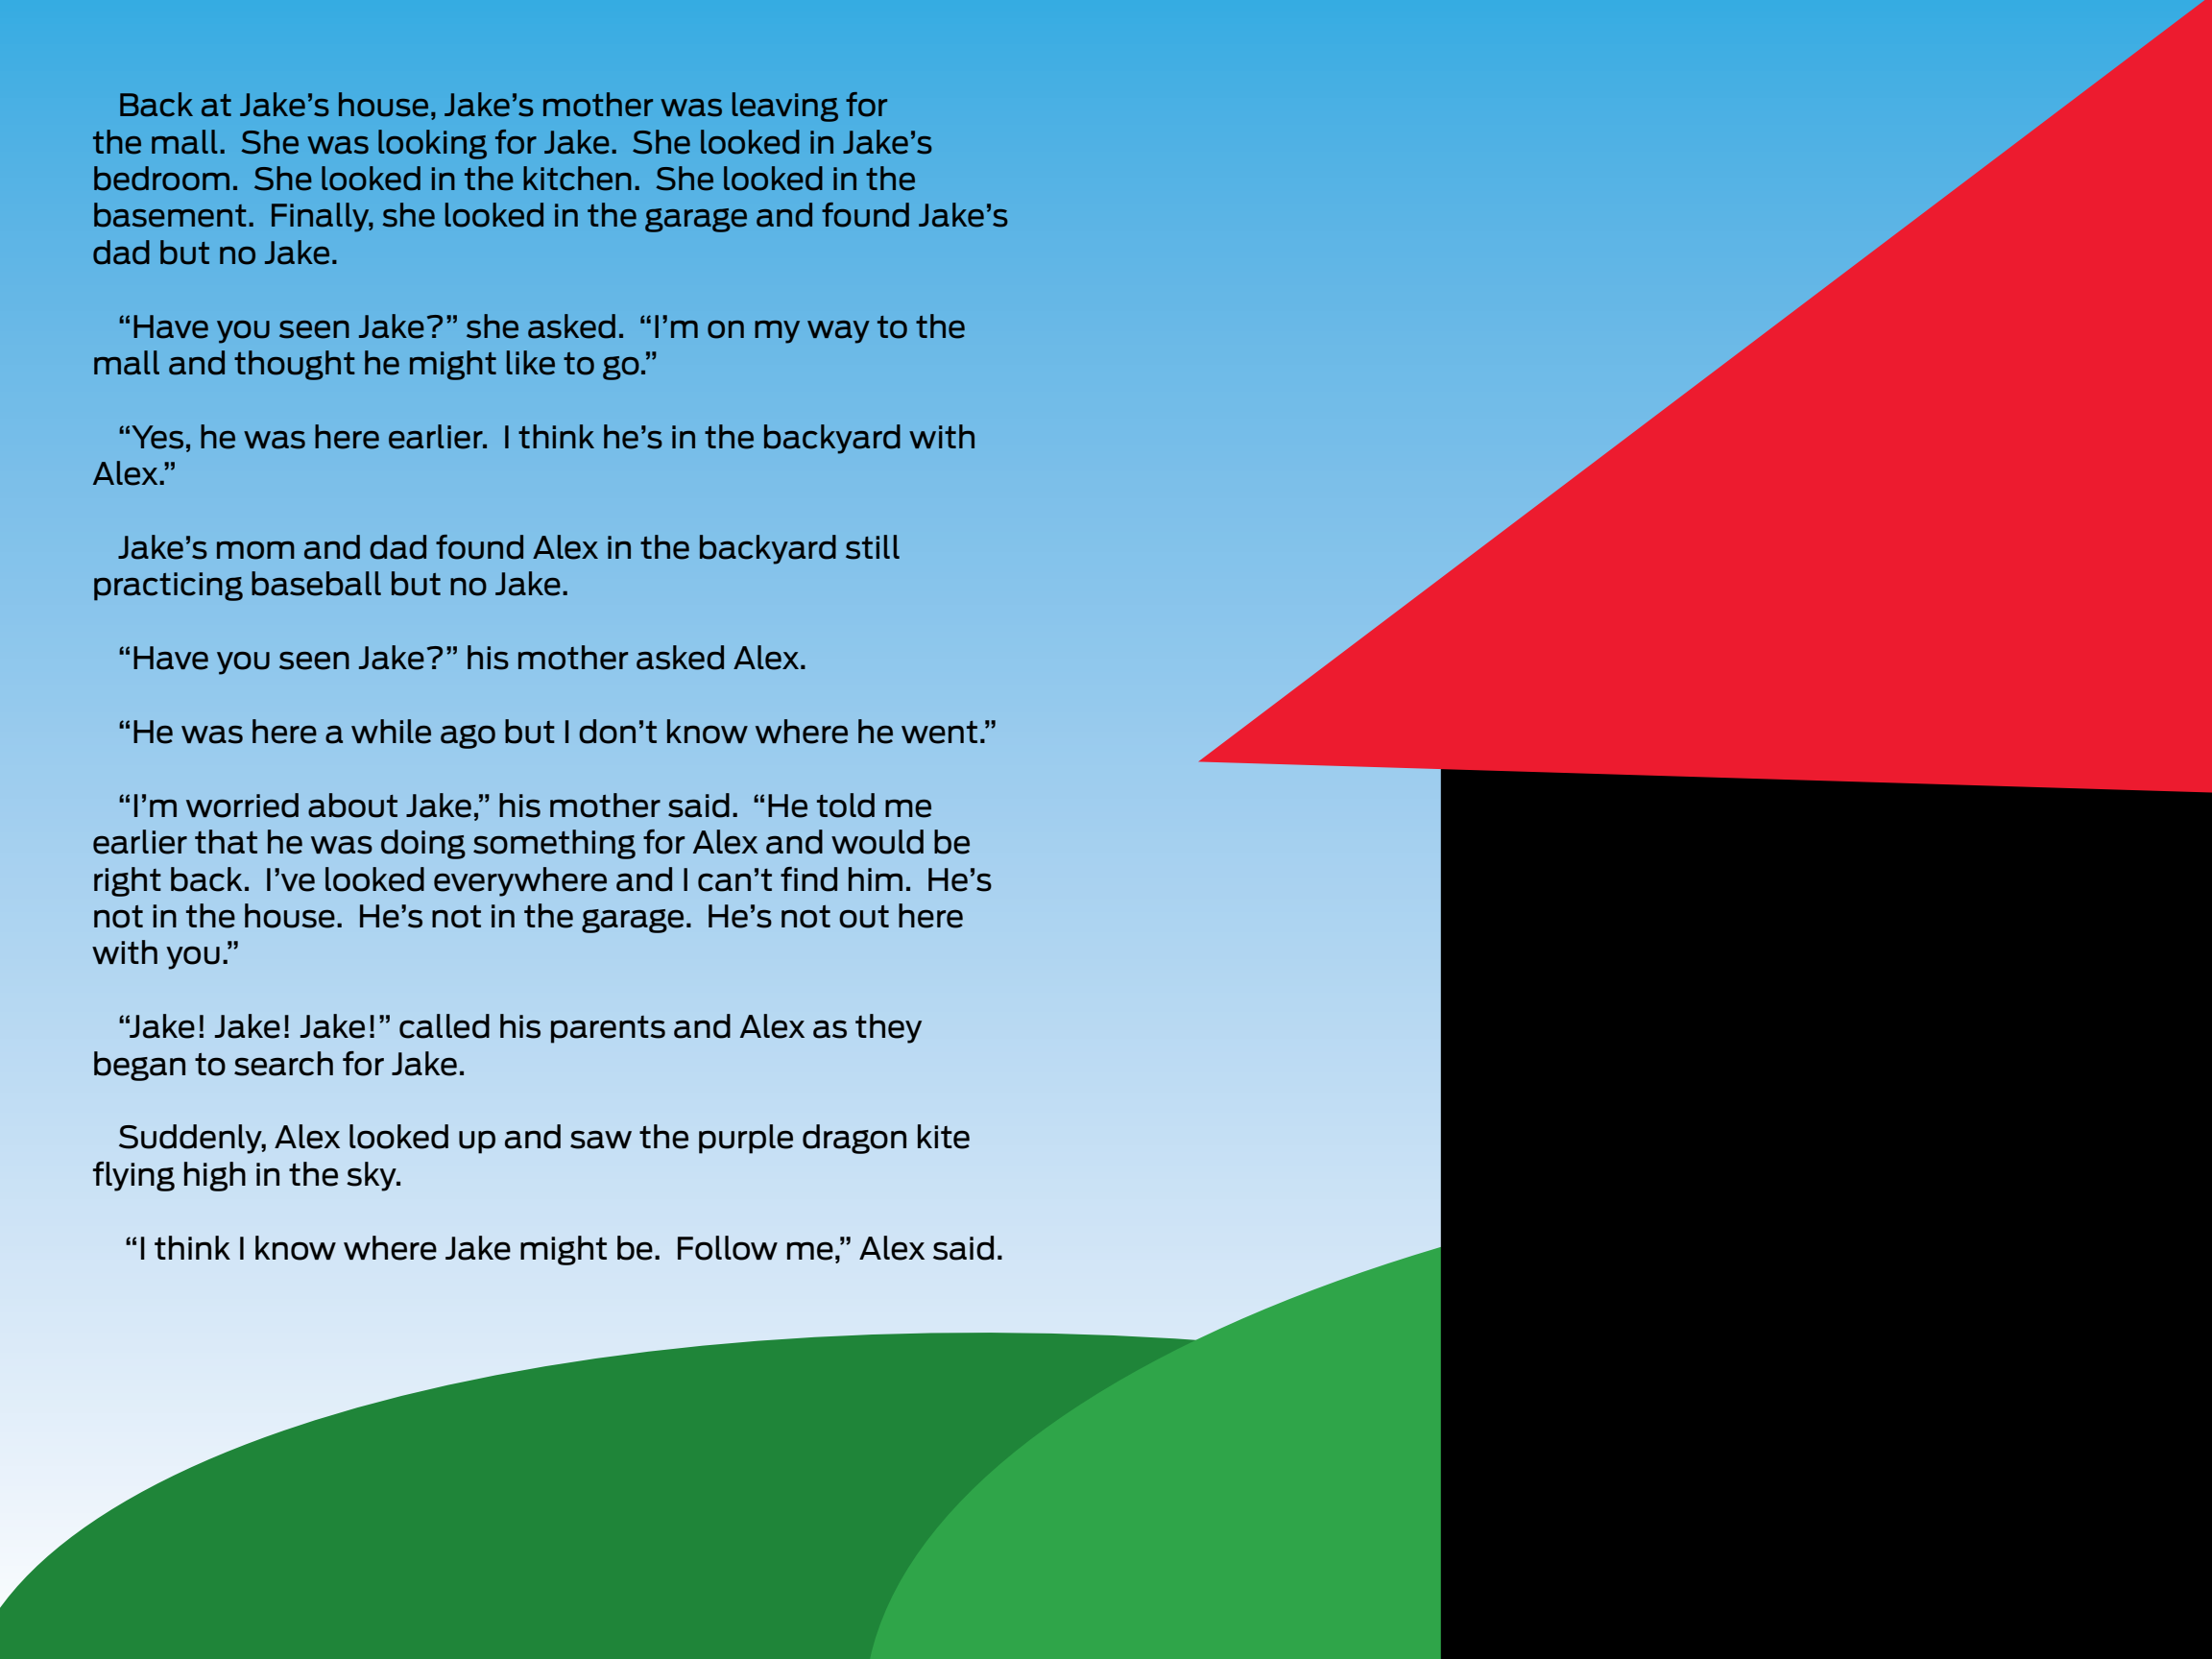 Back at Jake’s house, Jake’s mother was leaving for
the mall.  She was looking for Jake.  She looked in Jake’s
bedroom.  She looked in the kitchen.  She looked in the
basement.  Finally, she looked in the garage and found Jake’s
dad but no Jake.
“Have you seen Jake?” she asked.  “I’m on my way to the
mall and thought he might like to go.”
“Yes, he was here earlier.  I think he’s in the backyard with
Alex.”
Jake’s mom and dad found Alex in the backyard still
practicing baseball but no Jake.
“Have you seen Jake?” his mother asked Alex.
“He was here a while ago but I don’t know where he went.”
“I’m worried about Jake,” his mother said.  “He told me
earlier that he was doing something for Alex and would be
right back.  I’ve looked everywhere and I can’t find him.  He’s
not in the house.  He’s not in the garage.  He’s not out here
with you.”
“Jake! Jake! Jake!” called his parents and Alex as they
began to search for Jake.
Suddenly, Alex looked up and saw the purple dragon kite
flying high in the sky.
“I think I know where Jake might be.  Follow me,” Alex said.